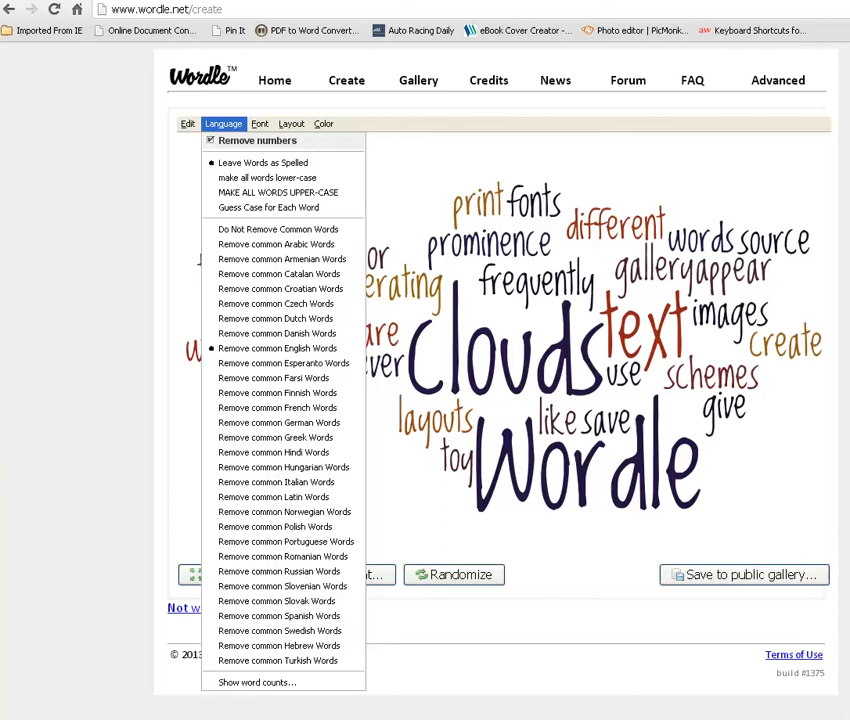 www.wordle.net/create
Imported From IE Online Document Con... Pin It PDF to Word Convert... Auto Racing Daily eBook Cover Creator -... Photo editor | PicMonk... aw Keyboard Shortcuts fo...
Wordle™ Home Create Gallery Credits News Forum FAQ Advanced
Edit Language Font Layout Color
Remove numbers
Leave Words as Spelled
make all words lower-case
MAKE ALL WORDS UPPER-CASE
Guess Case for Each Word
Do Not Remove Common Words
Remove common Arabic Words
Remove common Armenian Words
Remove common Catalan Words
Remove common Croatian Words
Remove common Czech Words
Remove common Dutch Words
Remove common Danish Words
Remove common English Words
Remove common Esperanto Words
Remove common Farsi Words
Remove common Finnish Words
Remove common French Words
Remove common German Words
Remove common Greek Words
Remove common Hindi Words
Remove common Hungarian Words
Remove common Italian Words
Remove common Latin Words
Remove common Norwegian Words
Remove common Polish Words
Remove common Portuguese Words
Remove common Romanian Words
Remove common Russian Words
Remove common Slovenian Words
Remove common Slovak Words
Remove common Spanish Words
Remove common Swedish Words
Remove common Hebrew Words
Remove common Turkish Words
Show word counts...
print fonts
different
or prominence words source
erating frequently gallery appear
are clouds text images
ever use schemes create
layouts like save give
toy Wordle
t... Randomize Save to public gallery...
Not w
© 2013 Terms of Use
build #1375